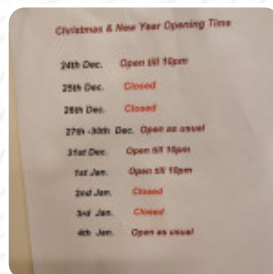 Christmas & New Year Opening Time
24th Dec. Open till 10pm
25th Dec. Closed
26th Dec. Closed
27th -30th Dec. Open as usual
31st Dec. Open till 10pm
1st Jan. Open till 10pm
2nd Jan. Closed
3rd Jan. Closed
4th Jan. Open as usual